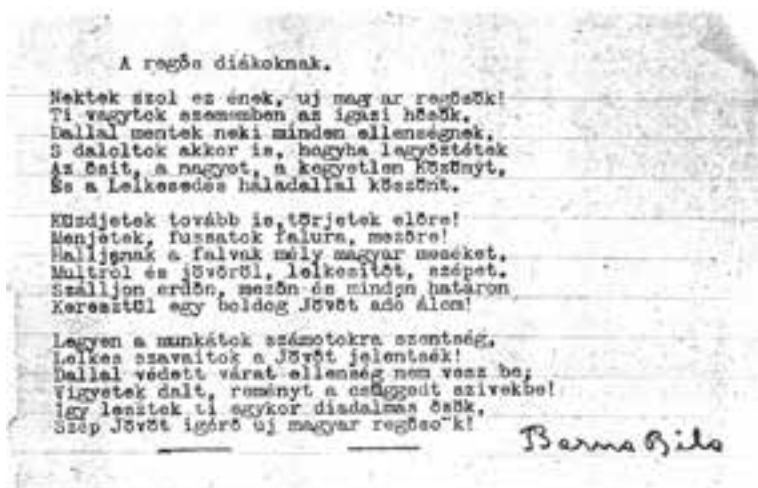 A regős diákoknak.
Nektek szol ez ének, uj magyar regősök!
Ti vagytok szememben az igazi hősök.
Dallal mentek neki minden ellenségnek,
S daloltok akkor is, hogyha legyőztétek
Az ősit, a nagyot, a kegyetlen Közönyt,
És a Lelkesedés háladallal köszönt.
Küzdjetek tovább is, törjetek előre!
Menjetek, fussatok falura, mezőre!
Halljanak a falvak mély magyar meséket,
Multról és jövőről, lelkesitőt, szépet.
Szálljon erdőn, mezőn és minden határon
Keresztül egy boldog Jövőt adó Álom!
Legyen a munkátok számotokra szentség,
Lelkes szavaitok a Jövőt jelentsék!
Dallal védett várat ellenség nem vesz be,
Vigyetek dalt, reményt a csüggedt szivekbe!
Igy lesztek ti egykor diadalmas ősök,
Szép Jövőt igérő uj magyar regősök!
Barna Béla